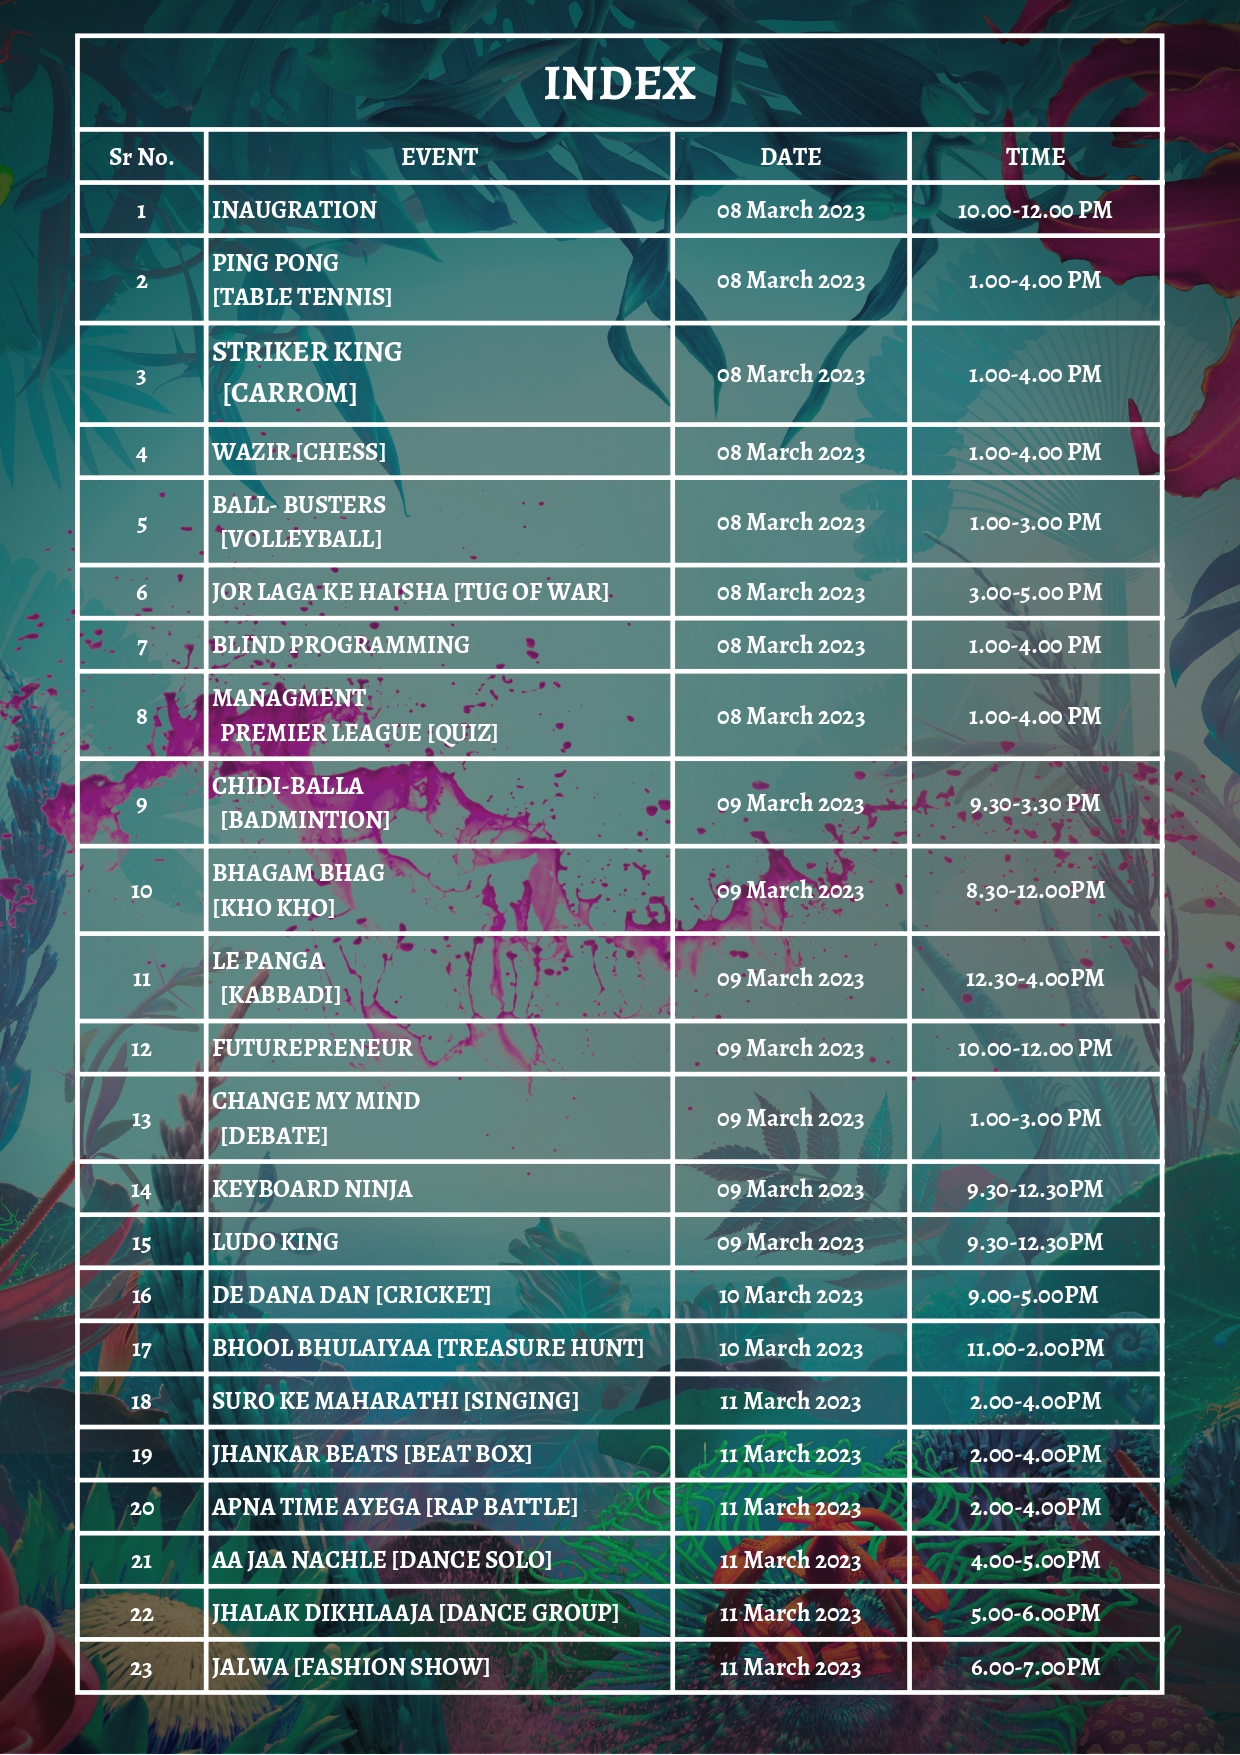 INDEX
Sr No. EVENT DATE TIME
1 INAUGRATION 08 March 2023 10.00-12.00 PM
PING PONG
2 08 March 2023 1.00-4.00 PM
[TABLE TENNIS]
STRIKER KING
3 08 March 2023 1.00-4.00 PM
[CARROM]
4 WAZIR [CHESS] 08 March 2023 1.00-4.00 PM
BALL- BUSTERS
5 08 March 2023 1.00-3.00 PM
[VOLLEYBALL]
6 JOR LAGA KE HAISHA [TUG OF WAR] 08 March 2023 3.00-5.00 PM
7 BLIND PROGRAMMING 08 March 2023 1.00-4.00 PM
MANAGMENT
8 08 March 2023 1.00-4.00 PM
PREMIER LEAGUE [QUIZ]
CHIDI-BALLA
9 09 March 2023 9.30-3.30 PM
[BADMINTION]
BHAGAM BHAG
10 09 March 2023 8.30-12.00PM
[KHO KHO]
LE PANGA
11 09 March 2023 12.30-4.00PM
[KABBADI]
12 FUTUREPRENEUR 09 March 2023 10.00-12.00 PM
CHANGE MY MIND
13 09 March 2023 1.00-3.00 PM
[DEBATE]
14 KEYBOARD NINJA 09 March 2023 9.30-12.30PM
15 LUDO KING 09 March 2023 9.30-12.30PM
16 DE DANA DAN [CRICKET] 10 March 2023 9.00-5.00PM
17 BHOOL BHULAIYAA [TREASURE HUNT] 10 March 2023 11.00-2.00PM
18 SURO KE MAHARATHI [SINGING] 11 March 2023 2.00-4.00PM
19 JHANKAR BEATS [BEAT BOX] 11 March 2023 2.00-4.00PM
20 APNA TIME AYEGA [RAP BATTLE] 11 March 2023 2.00-4.00PM
21 AA JAA NACHLE [DANCE SOLO] 11 March 2023 4.00-5.00PM
22 JHALAK DIKHLAAJA [DANCE GROUP] 11 March 2023 5.00-6.00PM
23 JALWA [FASHION SHOW] 11 March 2023 6.00-7.00PM